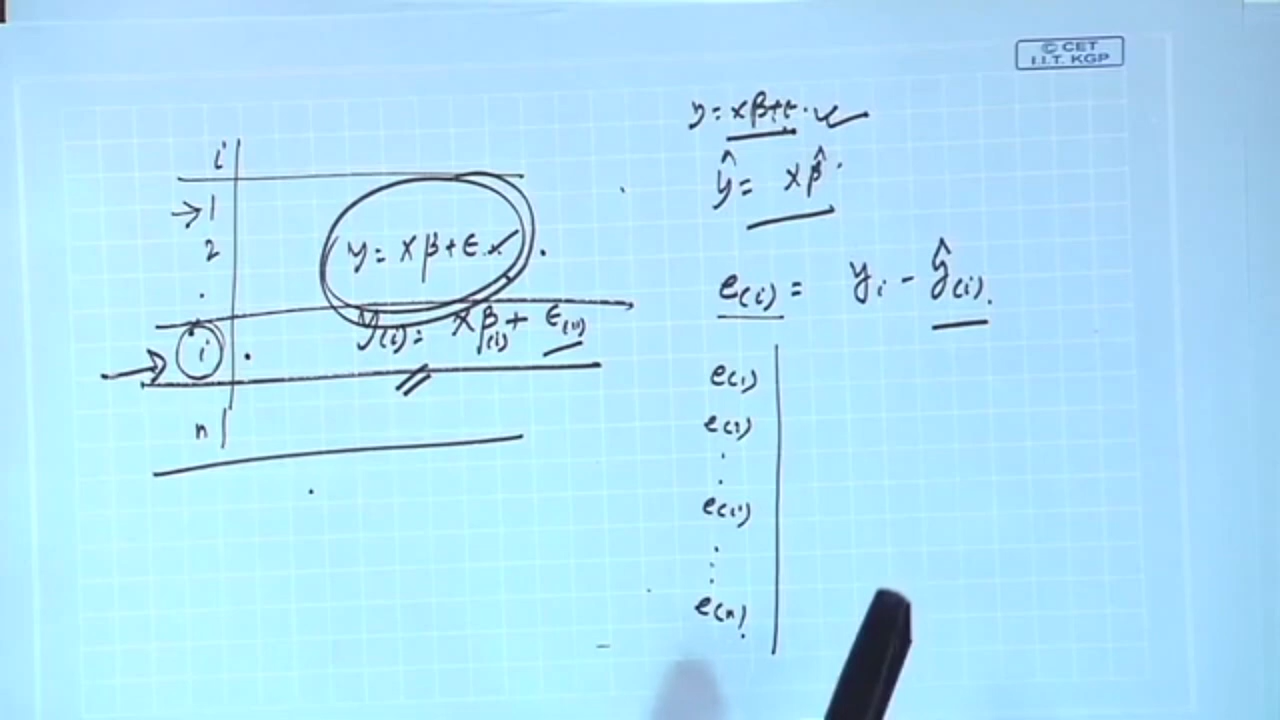 © CET
I.I.T. KGP
i
1
2
.
y = Xβ + ε.
y(i) = Xβ(i) + ε(i)
i
n
y = Xβ + ε.
ŷ = Xβ̂.
e(i) = yi - ŷ(i).
e(1)
e(2)
⋮
e(i)
⋮
e(n)